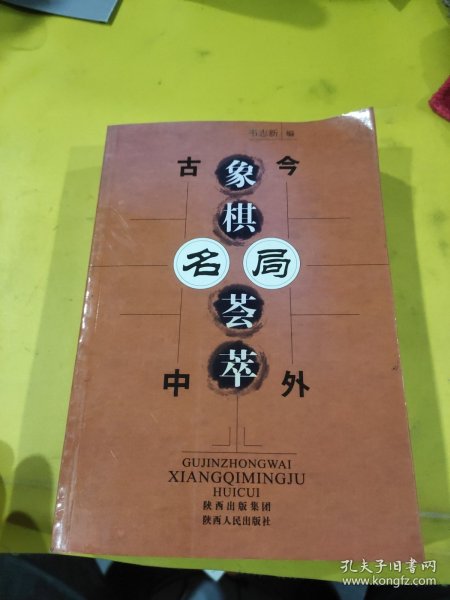 韦志新 编
古 象 今
棋
名 局
荟
中 萃 外
GUJINZHONGWAI
XIANGQIMINGJU
HUICUI
陕西出版集团
陕西人民出版社
孔夫子旧书网
www.kongfz.com